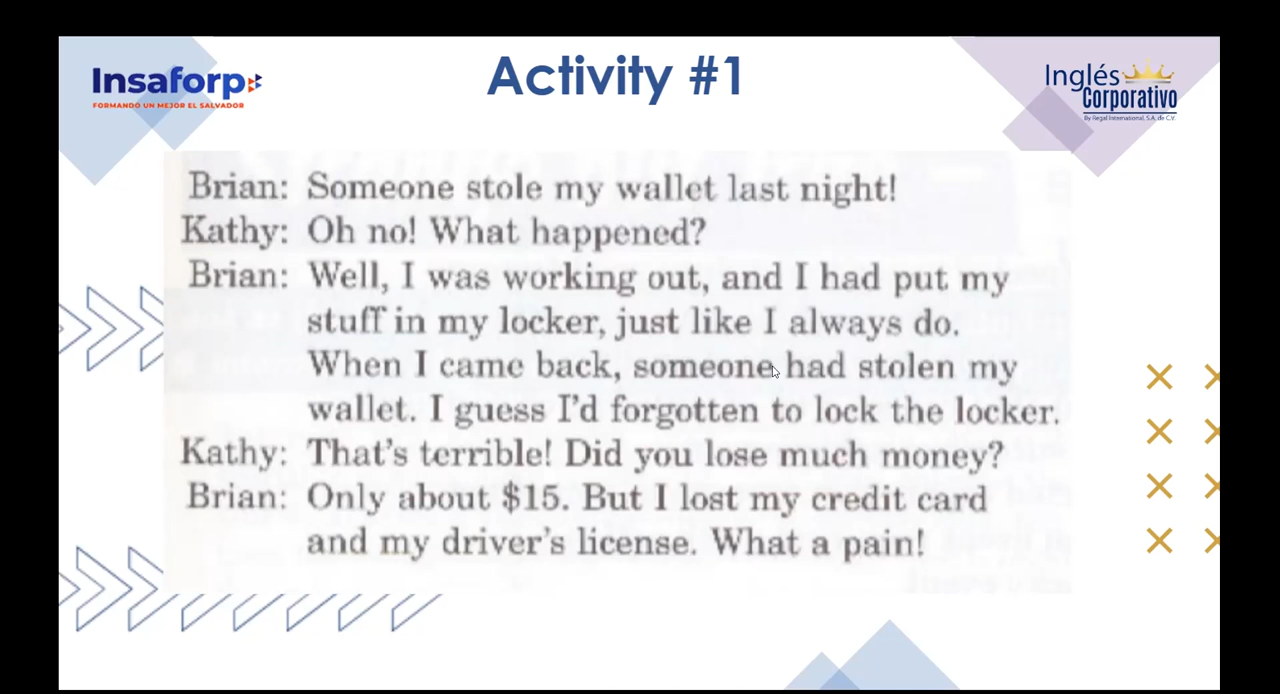 Insaforp
FORMANDO UN MEJOR EL SALVADOR
Activity #1
Inglés
Corporativo
By Regal International, S.A. de C.V.
Brian: Someone stole my wallet last night!
Kathy: Oh no! What happened?
Brian: Well, I was working out, and I had put my
stuff in my locker, just like I always do.
When I came back, someone had stolen my
wallet. I guess I'd forgotten to lock the locker.
Kathy: That's terrible! Did you lose much money?
Brian: Only about $15. But I lost my credit card
and my driver's license. What a pain!